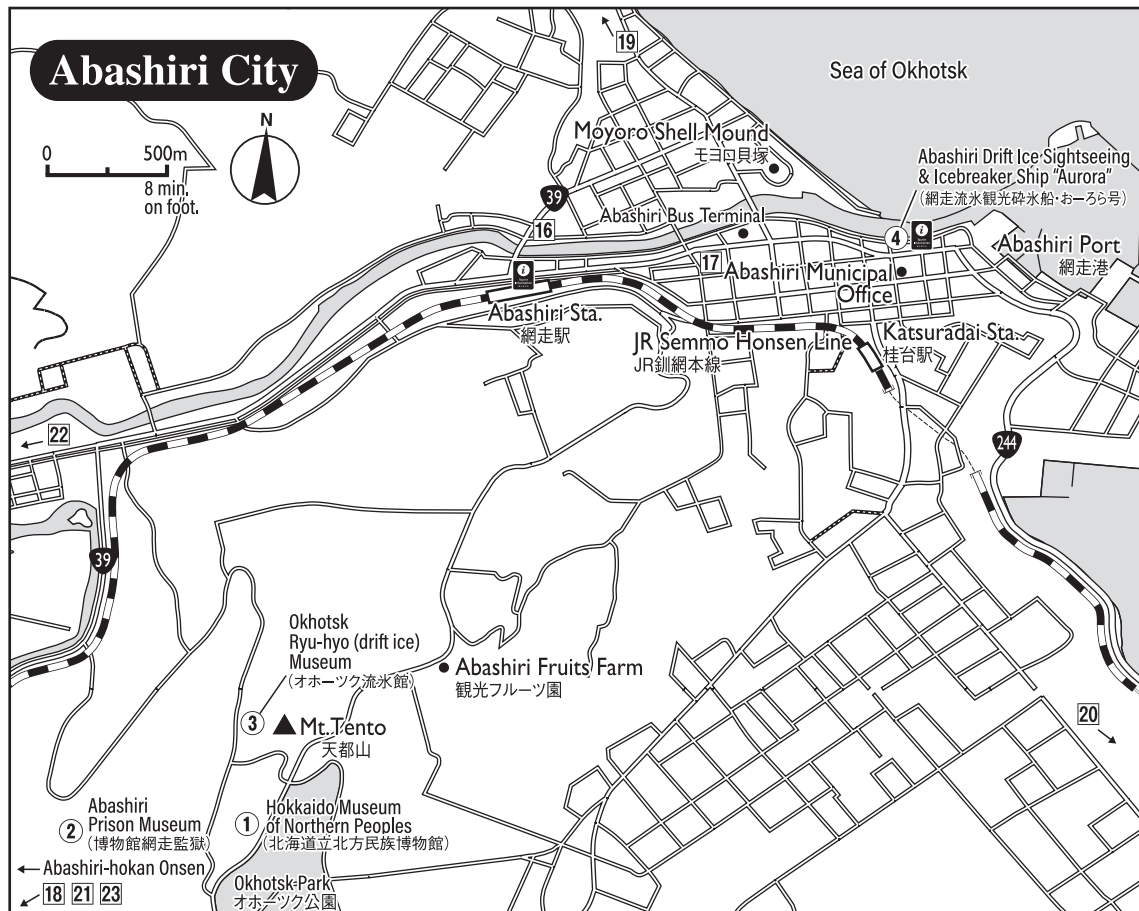 Abashiri City
N
0 500m
8 min.
on foot.
19
Sea of Okhotsk
Moyoro Shell Mound
モヨロ貝塚
Abashiri Drift Ice Sightseeing
& Icebreaker Ship "Aurora"
(網走流氷観光砕氷船・おーろら号)
39
16
Abashiri Bus Terminal
4
i
Abashiri Port
網走港
17
Abashiri Municipal
Office
i
Abashiri Sta.
網走駅
JR Semmo Honsen Line
JR釧網本線
Katsuradai Sta.
桂台駅
22
244
39
Okhotsk
Ryu-hyo (drift ice)
Museum
(オホーツク流氷館)
Abashiri Fruits Farm
観光フルーツ園
3
Mt.Tento
天都山
20
2
Abashiri
Prison Museum
(博物館網走監獄)
1
Hokkaido Museum
of Northern Peoples
(北海道立北方民族博物館)
Abashiri-hokan Onsen
18 21 23
Okhotsk Park
オホーツク公園